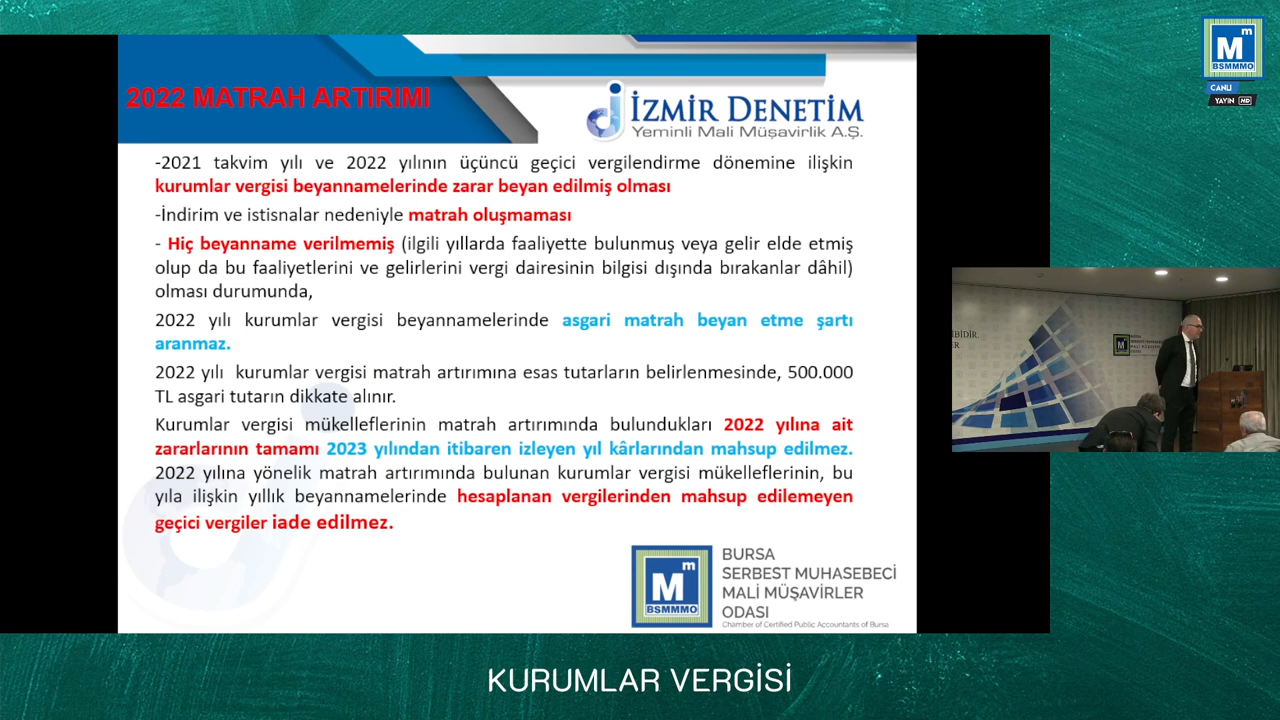 M m
BSMMMO
CANLI
YAYIN HD
2022 MATRAH ARTIRIMI
İZMİR DENETİM
Yeminli Mali Müşavirlik A.Ş.
-2021 takvim yılı ve 2022 yılının üçüncü geçici vergilendirme dönemine ilişkin
kurumlar vergisi beyannamelerinde zarar beyan edilmiş olması
-İndirim ve istisnalar nedeniyle matrah oluşmaması
- Hiç beyanname verilmemiş (ilgili yıllarda faaliyette bulunmuş veya gelir elde etmiş
olup da bu faaliyetlerini ve gelirlerini vergi dairesinin bilgisi dışında bırakanlar dâhil)
olması durumunda,
2022 yılı kurumlar vergisi beyannamelerinde asgari matrah beyan etme şartı
aranmaz.
2022 yılı kurumlar vergisi matrah artırımına esas tutarların belirlenmesinde, 500.000
TL asgari tutarın dikkate alınır.
Kurumlar vergisi mükelleflerinin matrah artırımında bulundukları 2022 yılına ait
zararlarının tamamı 2023 yılından itibaren izleyen yıl kârlarından mahsup edilmez.
2022 yılına yönelik matrah artırımında bulunan kurumlar vergisi mükelleflerinin, bu
yıla ilişkin yıllık beyannamelerinde hesaplanan vergilerinden mahsup edilemeyen
geçici vergiler iade edilmez.
M m
BSMMMO
BURSA
SERBEST MUHASEBECİ
MALİ MÜŞAVİRLER
ODASI
Chamber of Certified Public Accountants of Bursa
KURUMLAR VERGİSİ